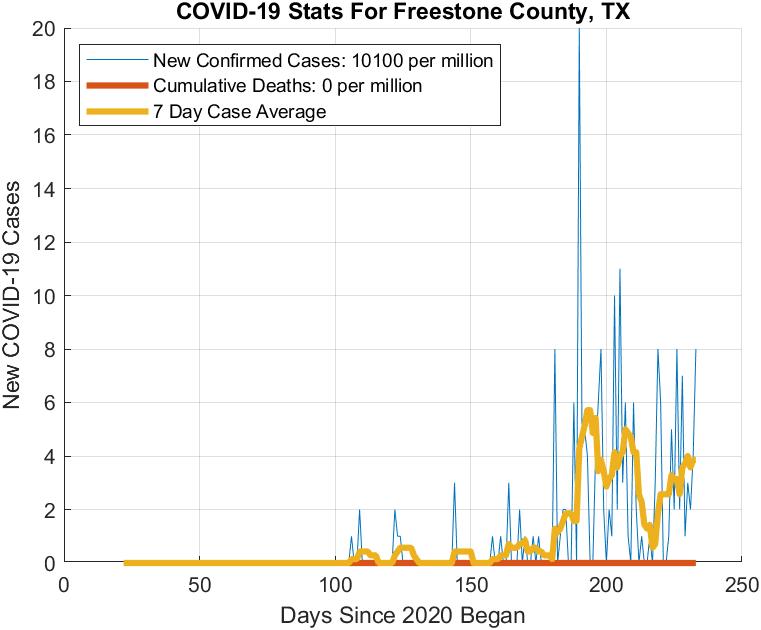 COVID-19 Stats For Freestone County, TX
New Confirmed Cases: 10100 per million
Cumulative Deaths: 0 per million
7 Day Case Average
New COVID-19 Cases
20
18
16
14
12
10
8
6
4
2
0
0 50 100 150 200 250
Days Since 2020 Began